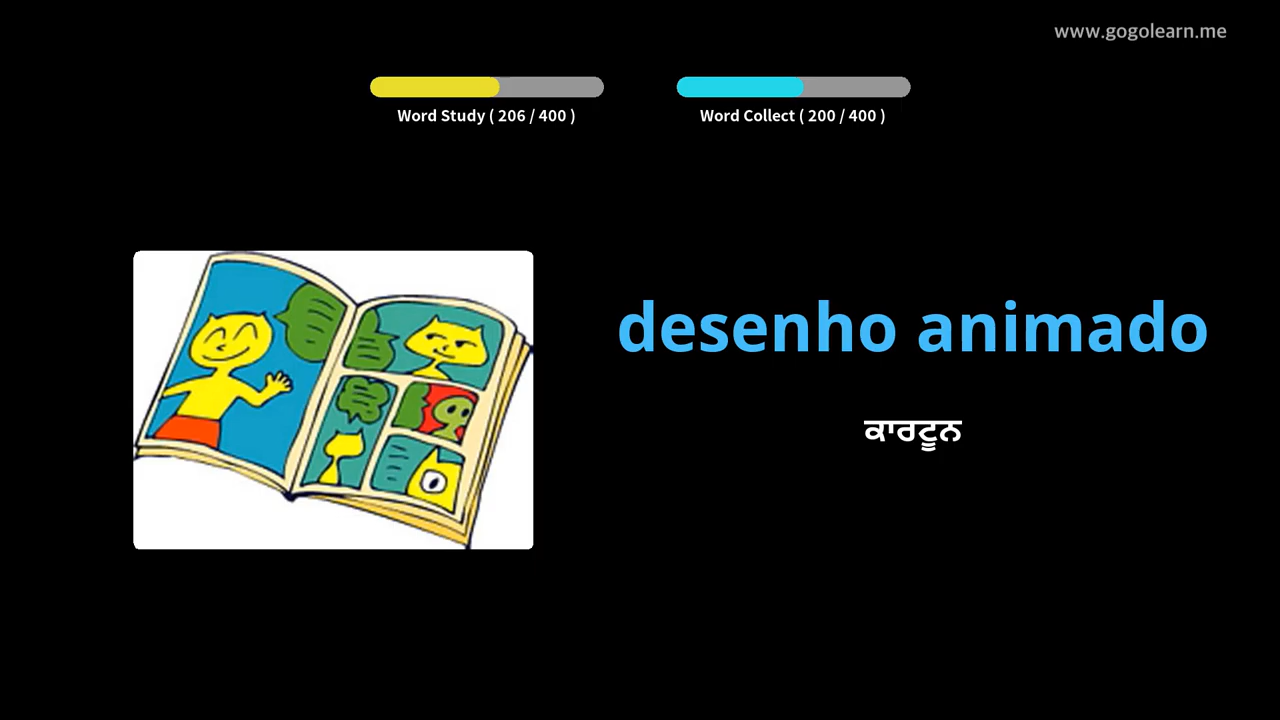 www.gogolearn.me
Word Study ( 206 / 400 )
Word Collect ( 200 / 400 )
desenho animado
ਕਾਰਟੂਨ